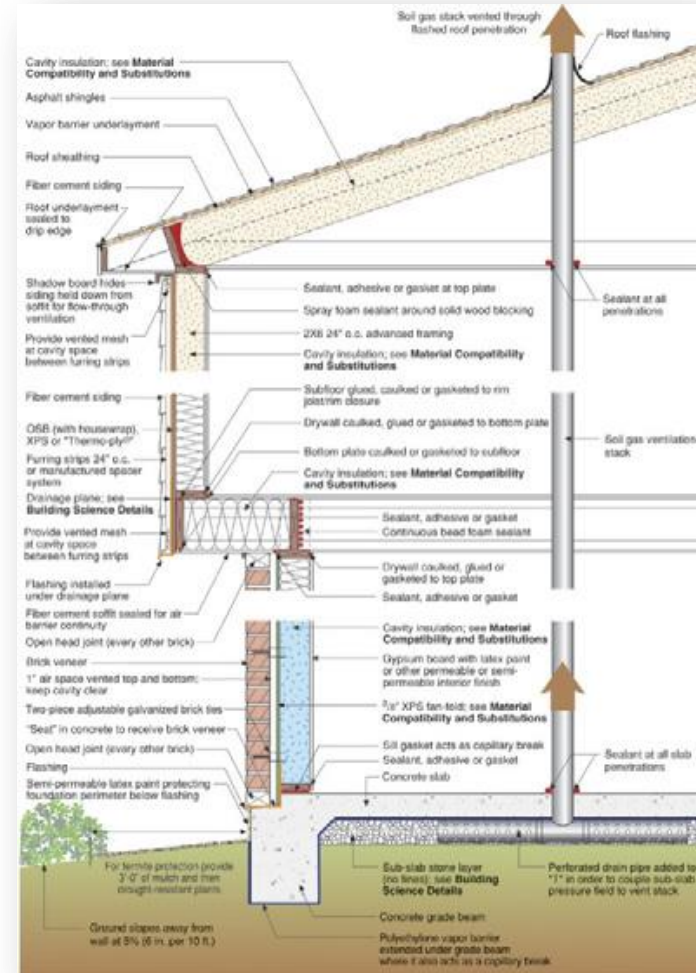 Soil gas stack vented through
flashed roof penetration
Roof flashing
Cavity insulation; see Material
Compatibility and Substitutions
Asphalt shingles
Vapor barrier underlayment
Roof sheathing
Fiber cement siding
Roof underlayment
sealed to
drip edge
Shadow board hides
siding held down from
soffit for flow-through
ventilation
Provide vented mesh
at cavity space
between furring strips
Sealant, adhesive or gasket at top plate
Spray foam sealant around solid wood blocking
2X6 24" o.c. advanced framing
Cavity insulation; see Material Compatibility
and Substitutions
Sealant at all
penetrations
Fiber cement siding
OSB (with housewrap),
XPS or "Thermo-ply®"
Furring strips 24" o.c.
or manufactured spacer
system
Drainage plane; see
Building Science Details
Provide vented mesh
at cavity space
between furring strips
Flashing installed
under drainage plane
Fiber cement soffit sealed for air
barrier continuity
Open head joint (every other brick)
Subfloor glued, caulked or gasketed to rim
joist/rim closure
Drywall caulked, glued or gasketed to bottom plate
Bottom plate caulked or gasketed to subfloor
Cavity insulation; see Material Compatibility
and Substitutions
Soil gas ventilation
stack
Sealant, adhesive or gasket
Continuous bead foam sealant
Drywall caulked, glued or
gasketed to top plate
Sealant, adhesive or gasket
Brick veneer
1" air space vented top and bottom;
keep cavity clear
Two-piece adjustable galvanized brick ties
"Seat" in concrete to receive brick veneer
Open head joint (every other brick)
Flashing
Semi-permeable latex paint protecting
foundation perimeter below flashing
Cavity insulation; see Material
Compatibility and Substitutions
Gypsum board with latex paint
or other permeable or semi-
permeable interior finish
XPS fan-fold; see Material
Compatibility and Substitutions
Sill gasket acts as capillary break
Sealant, adhesive or gasket
Concrete slab
Sealant at all slab
penetrations
For termite protection provide
3'-0" of mulch and then
drought-resistant plants
Ground slopes away from
wall at 5% (6 in. per 10 ft.)
Sub-slab stone layer
(no fines); see Building
Science Details
Concrete grade beam
Polyethylene vapor barrier
extended under grade beam
where it also acts as a capillary break
Perforated drain pipe added to
"T" in order to couple sub-slab
pressure field to vent stack